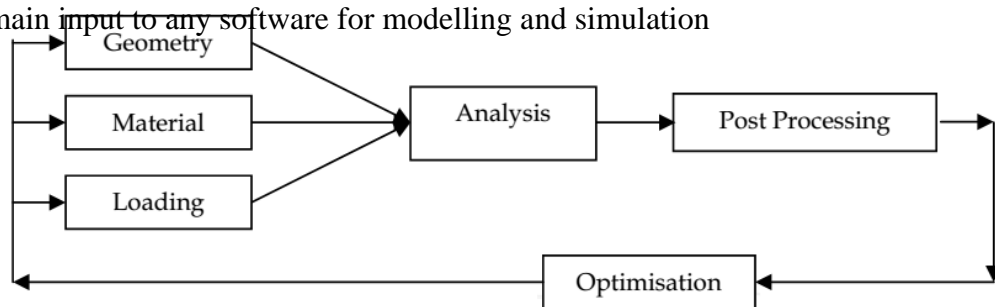 main input to any software for modelling and simulation
Geometry
Material
Loading
Analysis
Post Processing
Optimisation